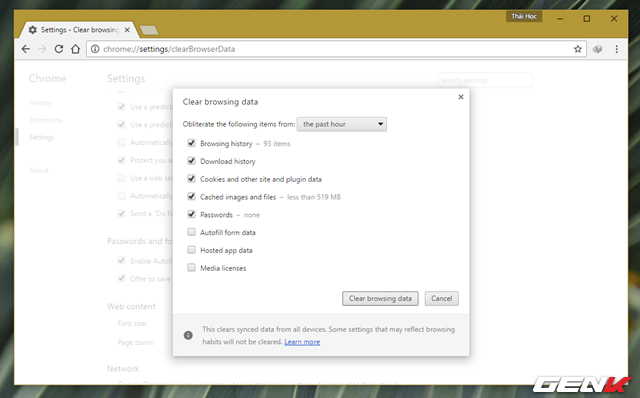 Thái Học
Settings - Clear browsing
chrome://settings/clearBrowserData
Chrome
Settings
Search settings
History
Extensions
Settings
About
Use a predict
Use a predict
Automatically
Protect you a
Use a web se
Automatically
Send a "Do N
Passwords and fo
Enable Autofi
Offer to save
Web content
Font size:
Page zoom:
Network
Clear browsing data
Obliterate the following items from: the past hour
Browsing history – 93 items
Download history
Cookies and other site and plugin data
Cached images and files – less than 519 MB
Passwords – none
Autofill form data
Hosted app data
Media licenses
Clear browsing data Cancel
This clears synced data from all devices. Some settings that may reflect browsing
habits will not be cleared. Learn more
GENK